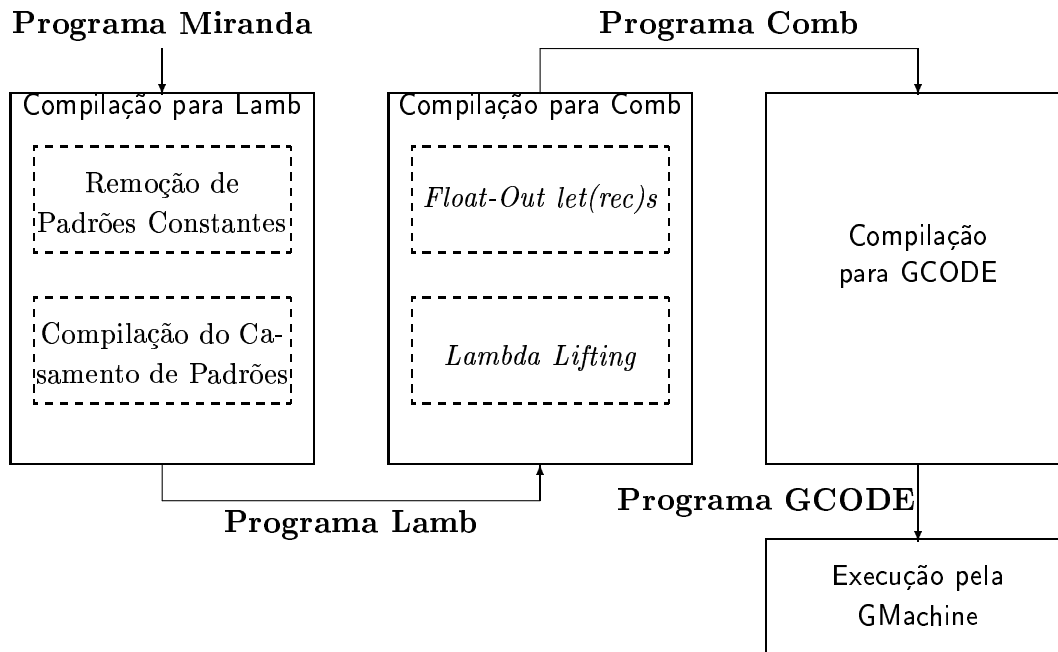 Programa Miranda
Compilação para Lamb
Remoção de
Padrões Constantes
Compilação do Ca-
samento de Padrões
Programa Lamb
Compilação para Comb
Float-Out let(rec)s
Lambda Lifting
Programa Comb
Compilação
para GCODE
Programa GCODE
Execução pela
GMachine